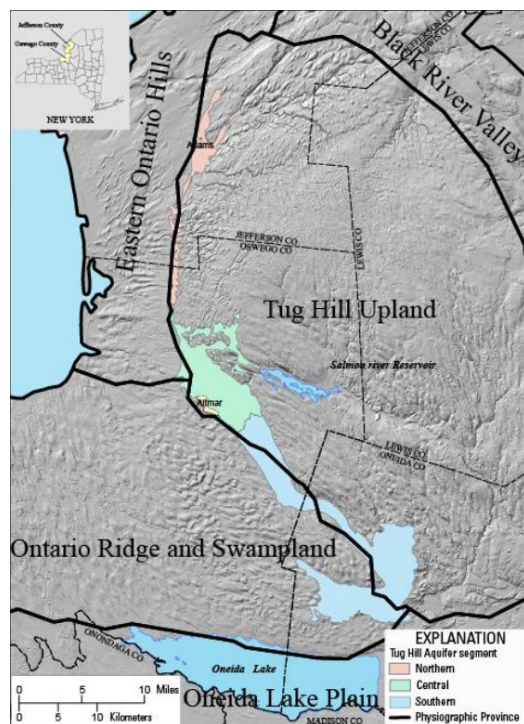 Jefferson County
Oswego County
NEW YORK
Eastern Ontario Hills
Black River Valley
JEFFERSON CO
LEWIS CO
Adams
JEFFERSON CO
OSWEGO CO
LEWIS CO
Tug Hill Upland
Salmon river Reservoir
Altmar
LEWIS CO
ONEIDA CO
Ontario Ridge and Swampland
ONONDAGA CO
Oneida Lake
Oneida Lake Plain
MADISON CO
0 5 10 Miles
0 5 10 Kilometers
EXPLANATION
Tug Hill Aquifer segment
Northern
Central
Southern
Physiographic Province